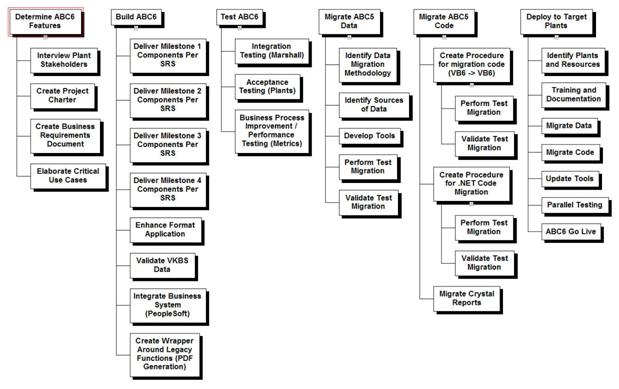 Determine ABC6
Features
Interview Plant
Stakeholders
Create Project
Charter
Create Business
Requirements
Document
Elaborate Critical
Use Cases
Build ABC6
Deliver Milestone 1
Components Per
SRS
Deliver Milestone 2
Components Per
SRS
Deliver Milestone 3
Components Per
SRS
Deliver Milestone 4
Components Per
SRS
Enhance Format
Application
Validate VKBS
Data
Integrate Business
System
(PeopleSoft)
Create Wrapper
Around Legacy
Functions (PDF
Generation)
Test ABC6
Integration
Testing (Marshall)
Acceptance
Testing (Plants)
Business Process
Improvement /
Performance
Testing (Metrics)
Migrate ABC5
Data
Identify Data
Migration
Methodology
Identify Sources
of Data
Develop Tools
Perform Test
Migration
Validate Test
Migration
Migrate ABC5
Code
Create Procedure
for migration code
(VB6 -> VB6)
Perform Test
Migration
Validate Test
Migration
Create Procedure
for .NET Code
Migration
Perform Test
Migration
Validate Test
Migration
Migrate Crystal
Reports
Deploy to Target
Plants
Identify Plants
and Resources
Training and
Documentation
Migrate Data
Migrate Code
Update Tools
Parallel Testing
ABC6 Go Live